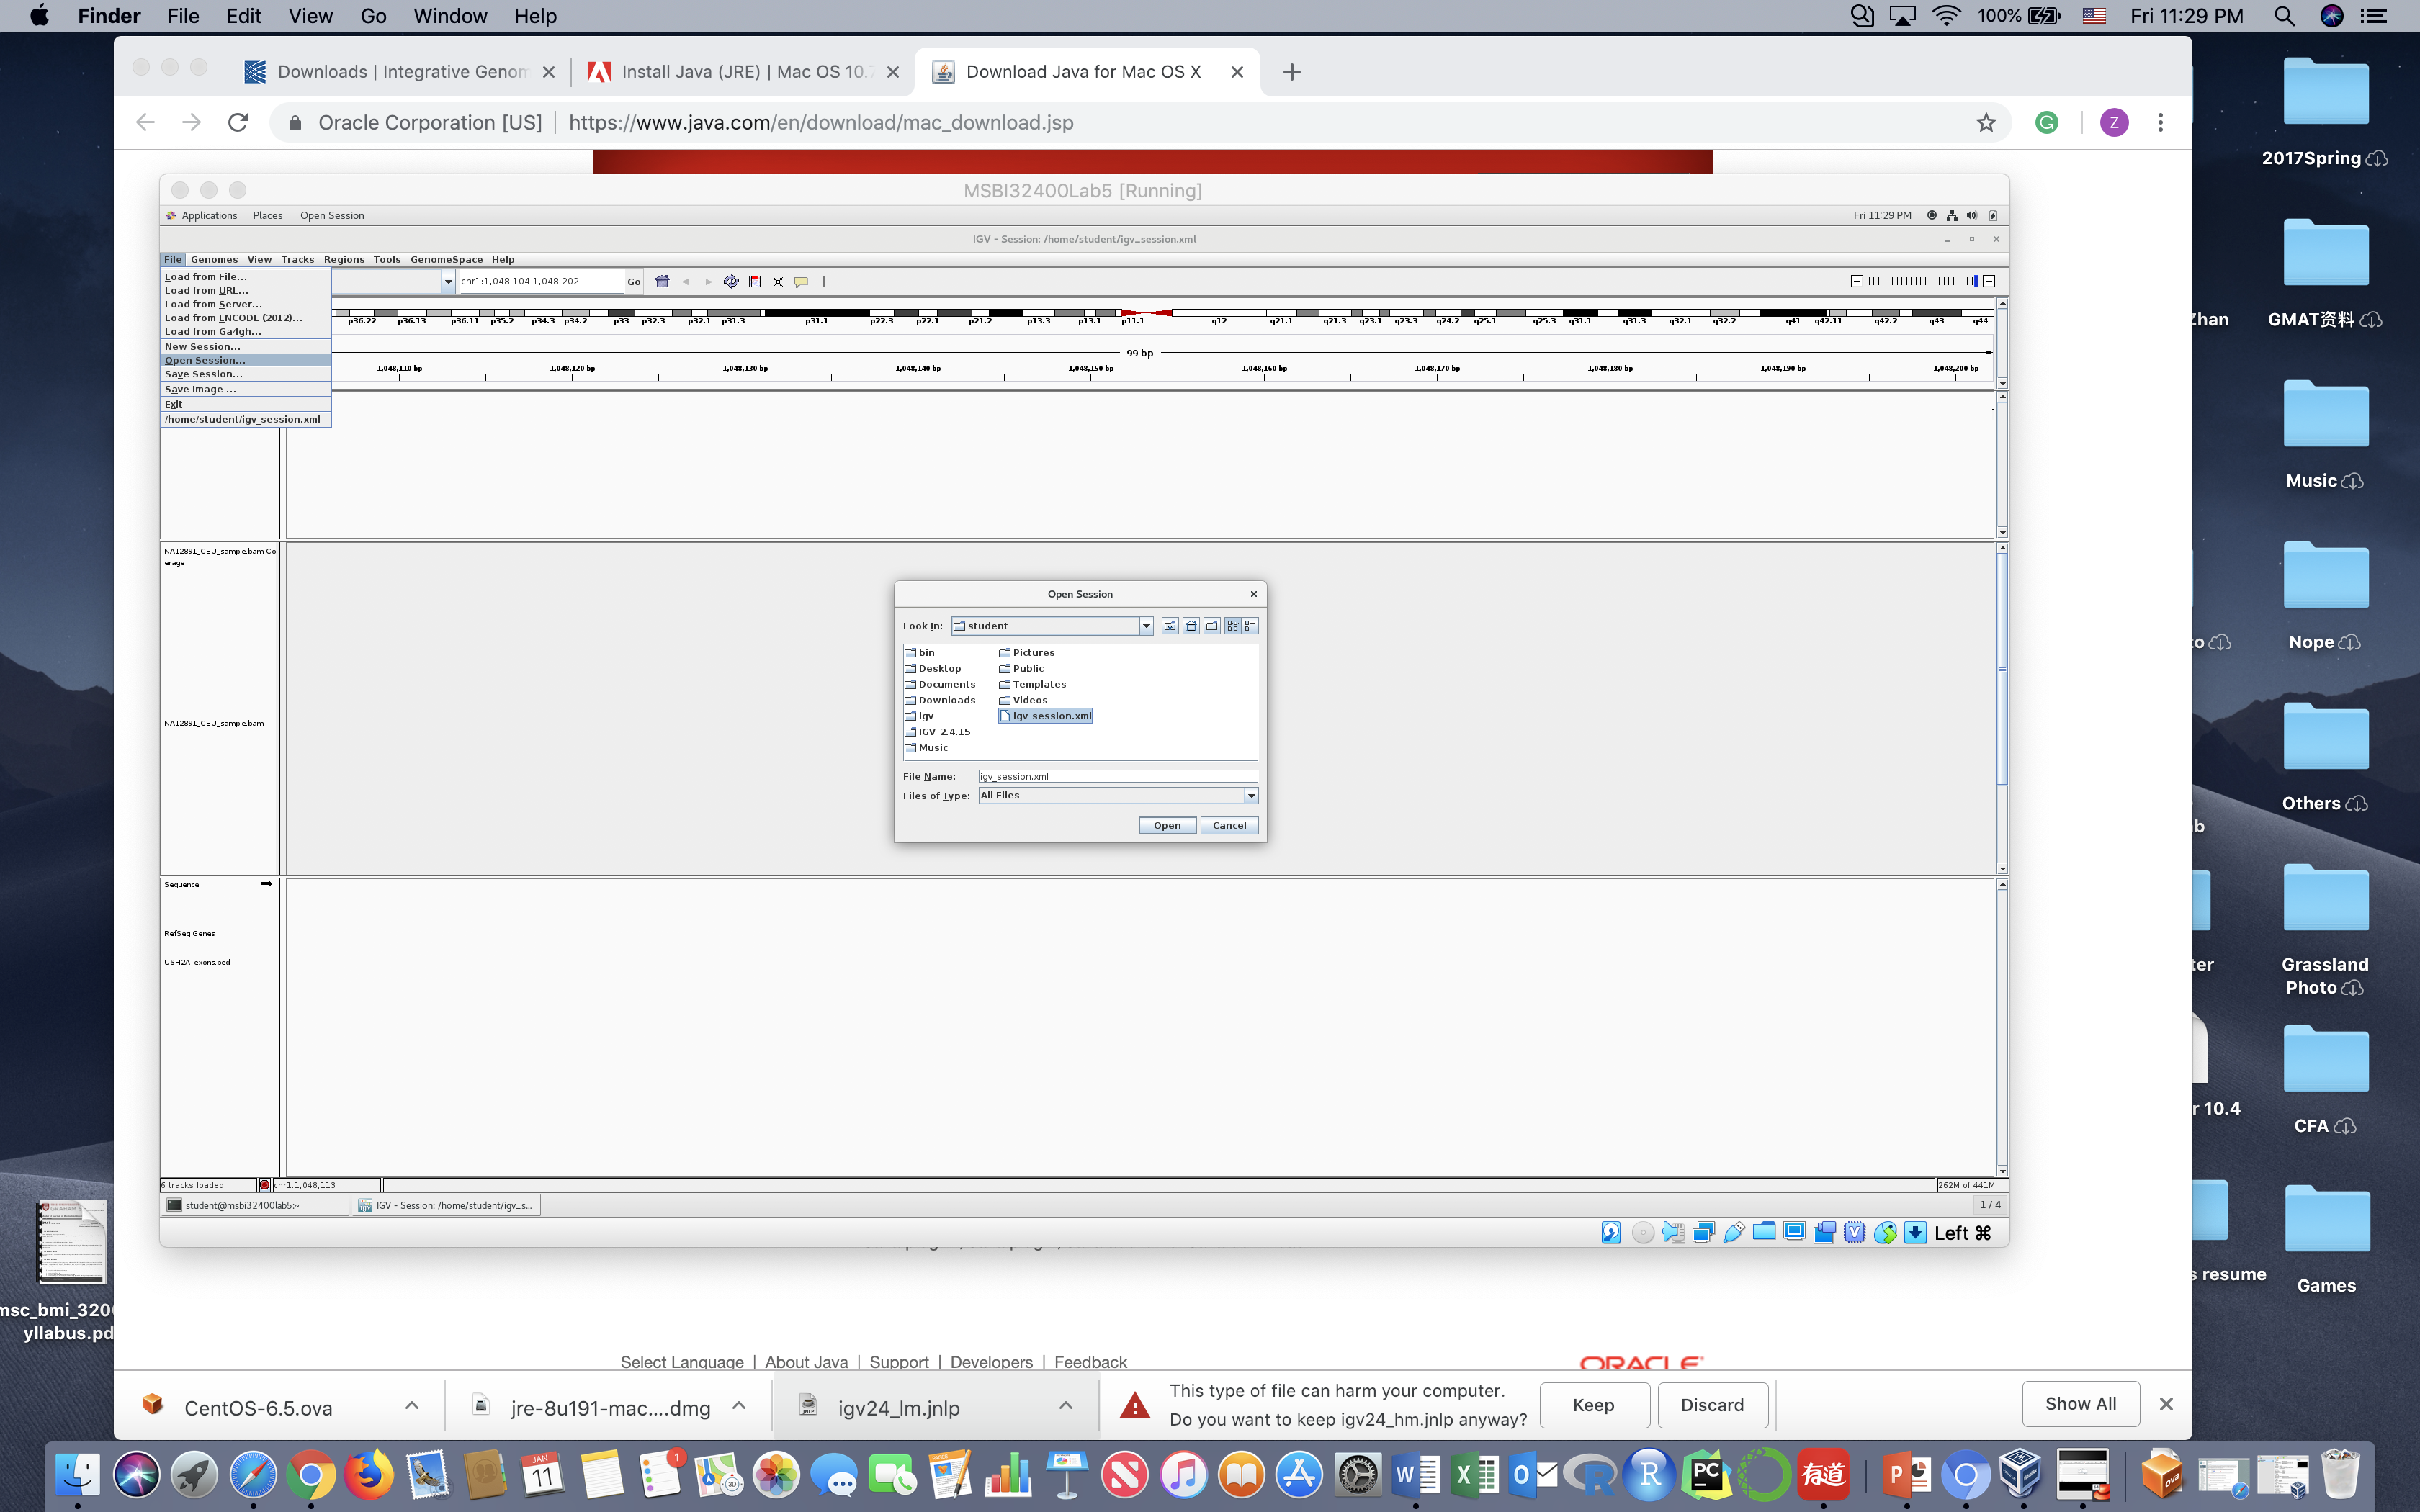 Finder File Edit View Go Window Help
100% Fri 11:29 PM
Downloads | Integrative Genom
Install Java (JRE) | Mac OS 10.7
Download Java for Mac OS X
Oracle Corporation [US] | https://www.java.com/en/download/mac_download.jsp
Z
MSBI32400Lab5 [Running]
Applications Places Open Session
Fri 11:29 PM
IGV - Session: /home/student/igv_session.xml
File Genomes View Tracks Regions Tools GenomeSpace Help
chr1:1,048,104-1,048,202 Go
Load from File...
Load from URL...
Load from Server...
Load from ENCODE (2012)...
Load from Ga4gh...
New Session...
Open Session...
Save Session...
Save Image ...
Exit
/home/student/igv_session.xml
p36.22 p36.13 p36.11 p35.2 p34.3 p34.2 p33 p32.3 p32.1 p31.3 p31.1 p22.3 p22.1 p21.2 p13.3 p13.1 p11.1 q12 q21.1 q21.3 q23.1 q23.3 q24.2 q25.1 q25.3 q31.1 q31.3 q32.1 q32.2 q41 q42.11 q42.2 q43 q44
99 bp
1,048,110 bp 1,048,120 bp 1,048,130 bp 1,048,140 bp 1,048,150 bp 1,048,160 bp 1,048,170 bp 1,048,180 bp 1,048,190 bp 1,048,200 bp
NA12891_CEU_sample.bam Co
erage
NA12891_CEU_sample.bam
Open Session
Look In: student
bin Pictures
Desktop Public
Documents Templates
Downloads Videos
igv igv_session.xml
IGV_2.4.15
Music
File Name: igv_session.xml
Files of Type: All Files
Open Cancel
Sequence
RefSeq Genes
USH2A_exons.bed
6 tracks loaded chr1:1,048,113 262M of 441M
student@msbi32400lab5:~ IGV - Session: /home/student/igv_s... 1 / 4
Left ⌘
Select Language | About Java | Support | Developers | Feedback
ORACLE
CentOS-6.5.ova
jre-8u191-mac....dmg
igv24_lm.jnlp
This type of file can harm your computer.
Do you want to keep igv24_hm.jnlp anyway?
Keep Discard
Show All
2017Spring
Zhan GMAT资料
Music
Nope
Others
Grassland
Photo
r 10.4
CFA
s resume
Games
msc_bmi_320
yllabus.pd
JAN
11
1
3D
W X O R R PC 有道 P